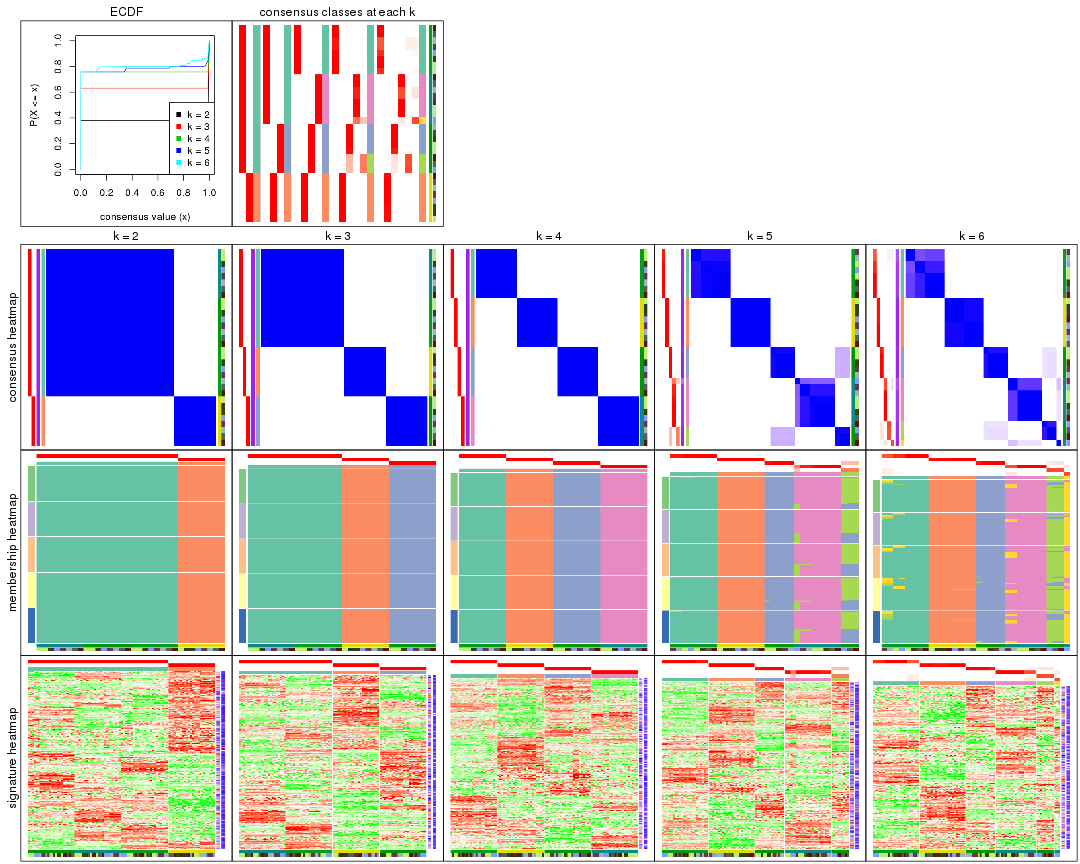 ECDF
consensus classes at each k
P(X <= x)
0.0
0.2
0.4
0.6
0.8
1.0
k = 2
k = 3
k = 4
k = 5
k = 6
0.0 0.2 0.4 0.6 0.8 1.0
consensus value (x)
k = 2
k = 3
k = 4
k = 5
k = 6
consensus heatmap
membership heatmap
signature heatmap